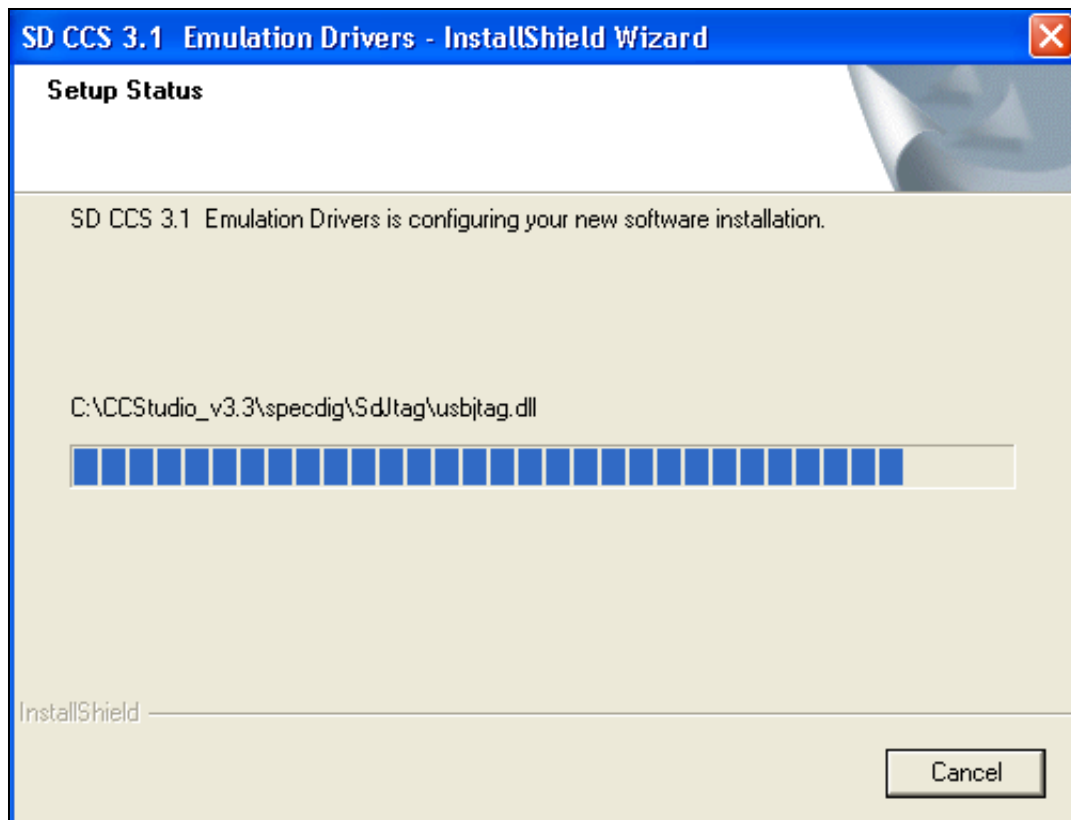 SD CCS 3.1  Emulation Drivers - InstallShield Wizard
Setup Status
SD CCS 3.1  Emulation Drivers is configuring your new software installation.
C:\CCStudio_v3.3\specdig\SdJtag\usbjtag.dll
InstallShield
Cancel